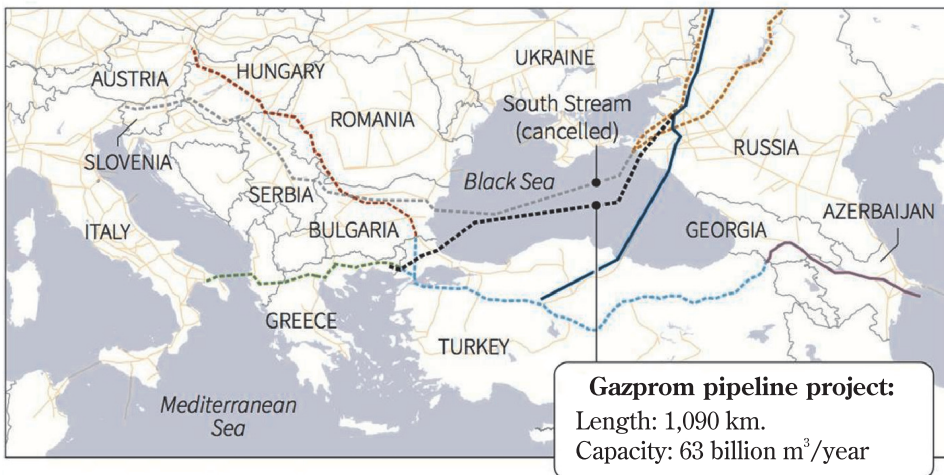 AUSTRIA
HUNGARY
UKRAINE
ROMANIA
South Stream
(cancelled)
RUSSIA
SLOVENIA
SERBIA
Black Sea
ITALY
BULGARIA
GEORGIA
AZERBAIJAN
GREECE
TURKEY
Mediterranean
Sea
Gazprom pipeline project:
Length: 1,090 km.
Capacity: 63 billion m³/year